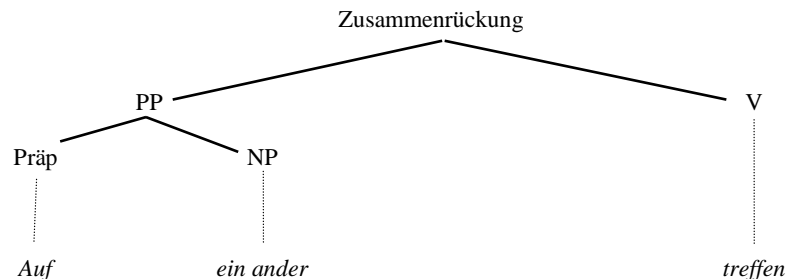 Zusammenrückung
PP V
Präp NP
Auf ein ander treffen